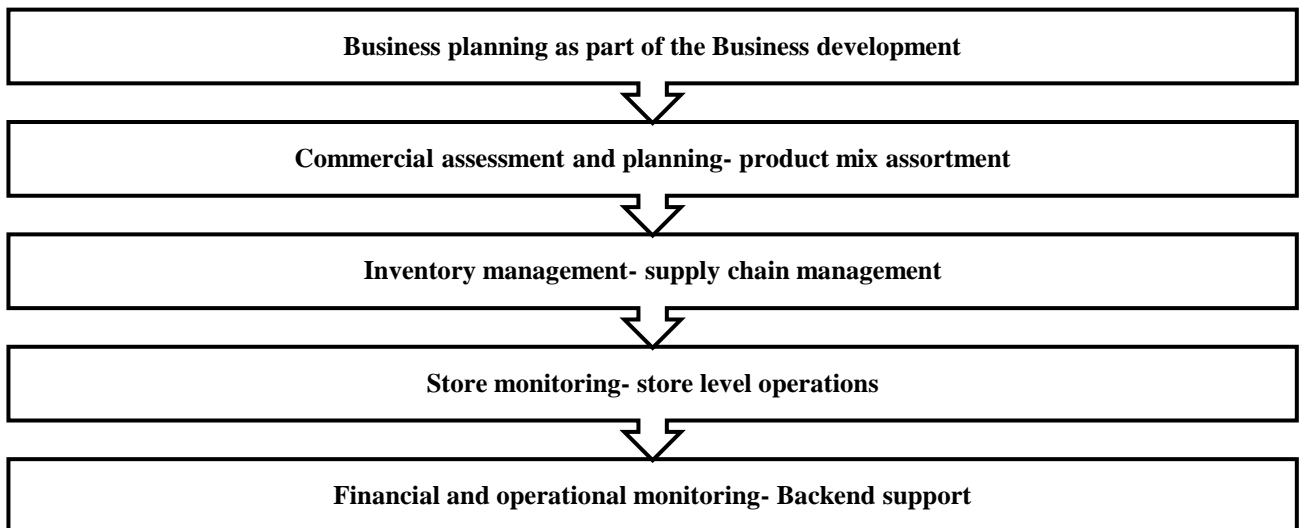 Business planning as part of the Business development
Commercial assessment and planning- product mix assortment
Inventory management- supply chain management
Store monitoring- store level operations
Financial and operational monitoring- Backend support